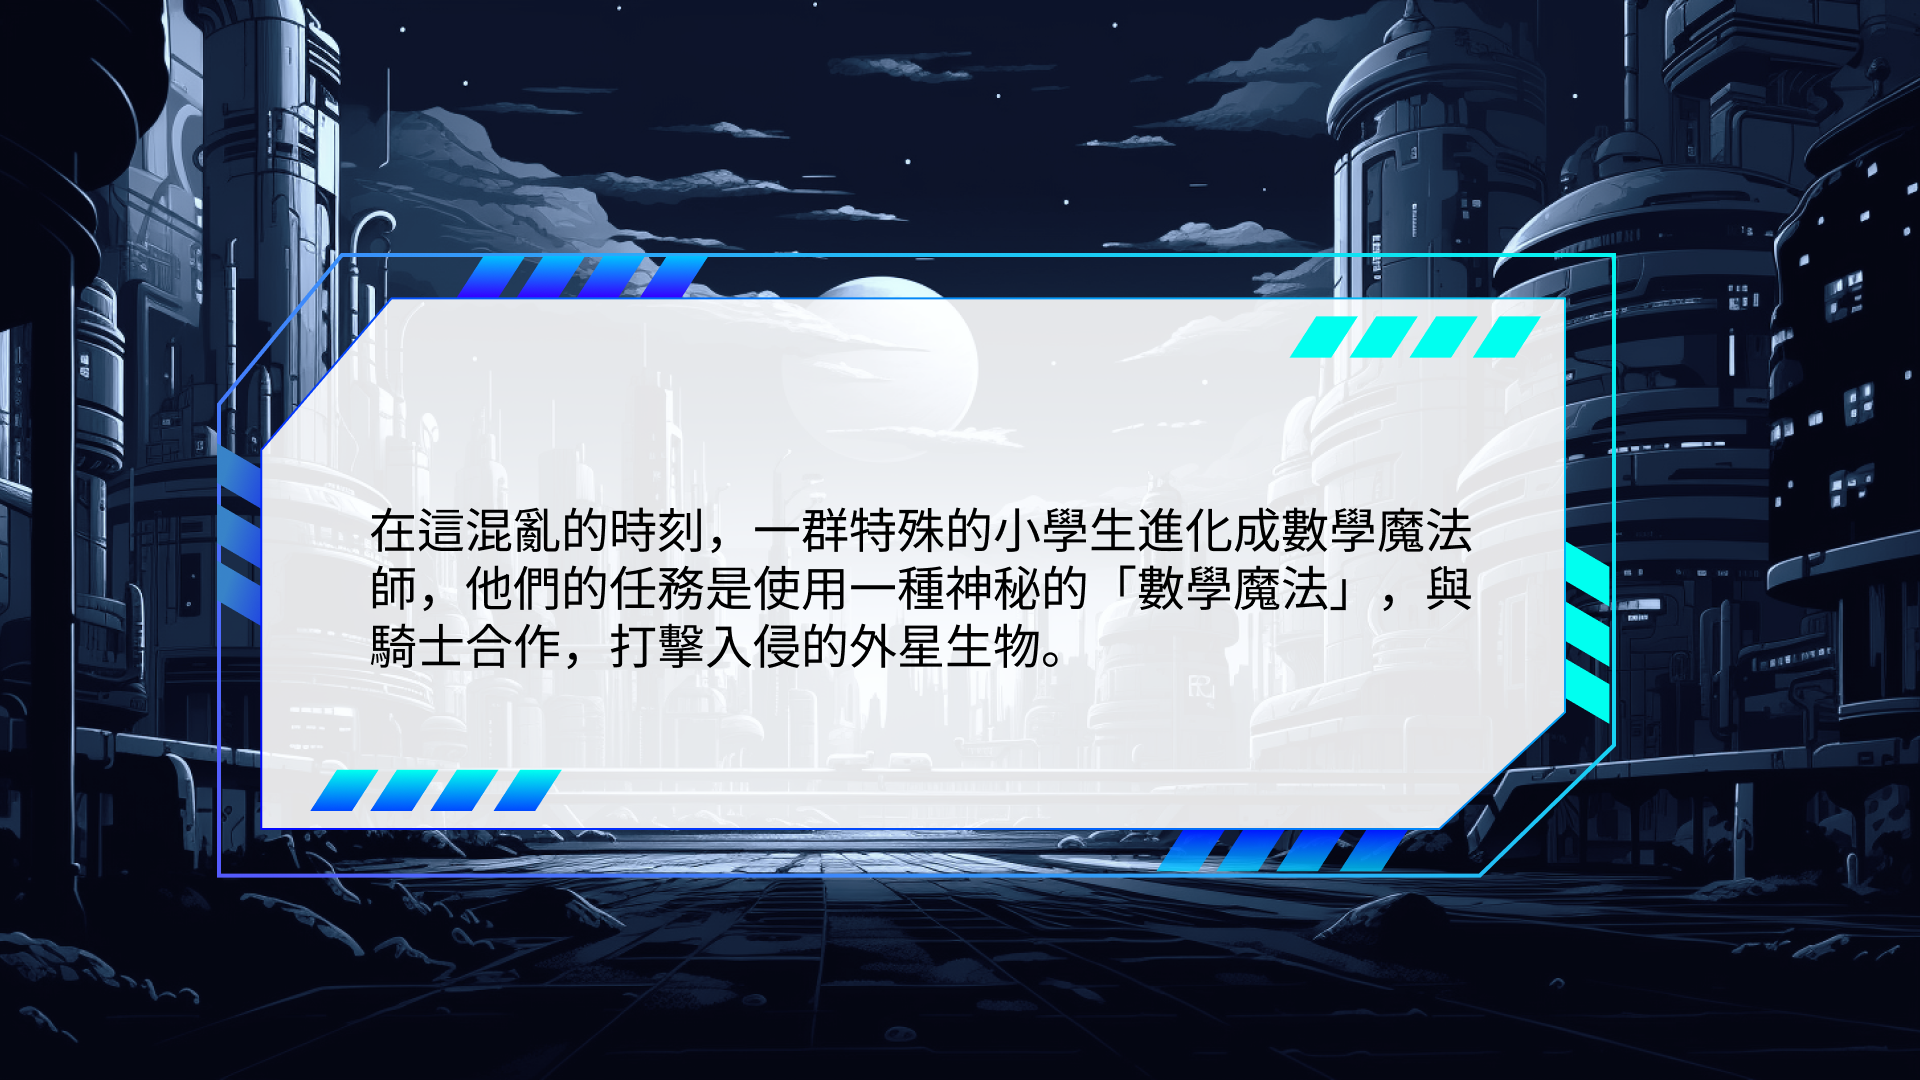 在這混亂的時刻，一群特殊的小學生進化成數學魔法
師，他們的任務是使用一種神秘的「數學魔法」，與
騎士合作，打擊入侵的外星生物。